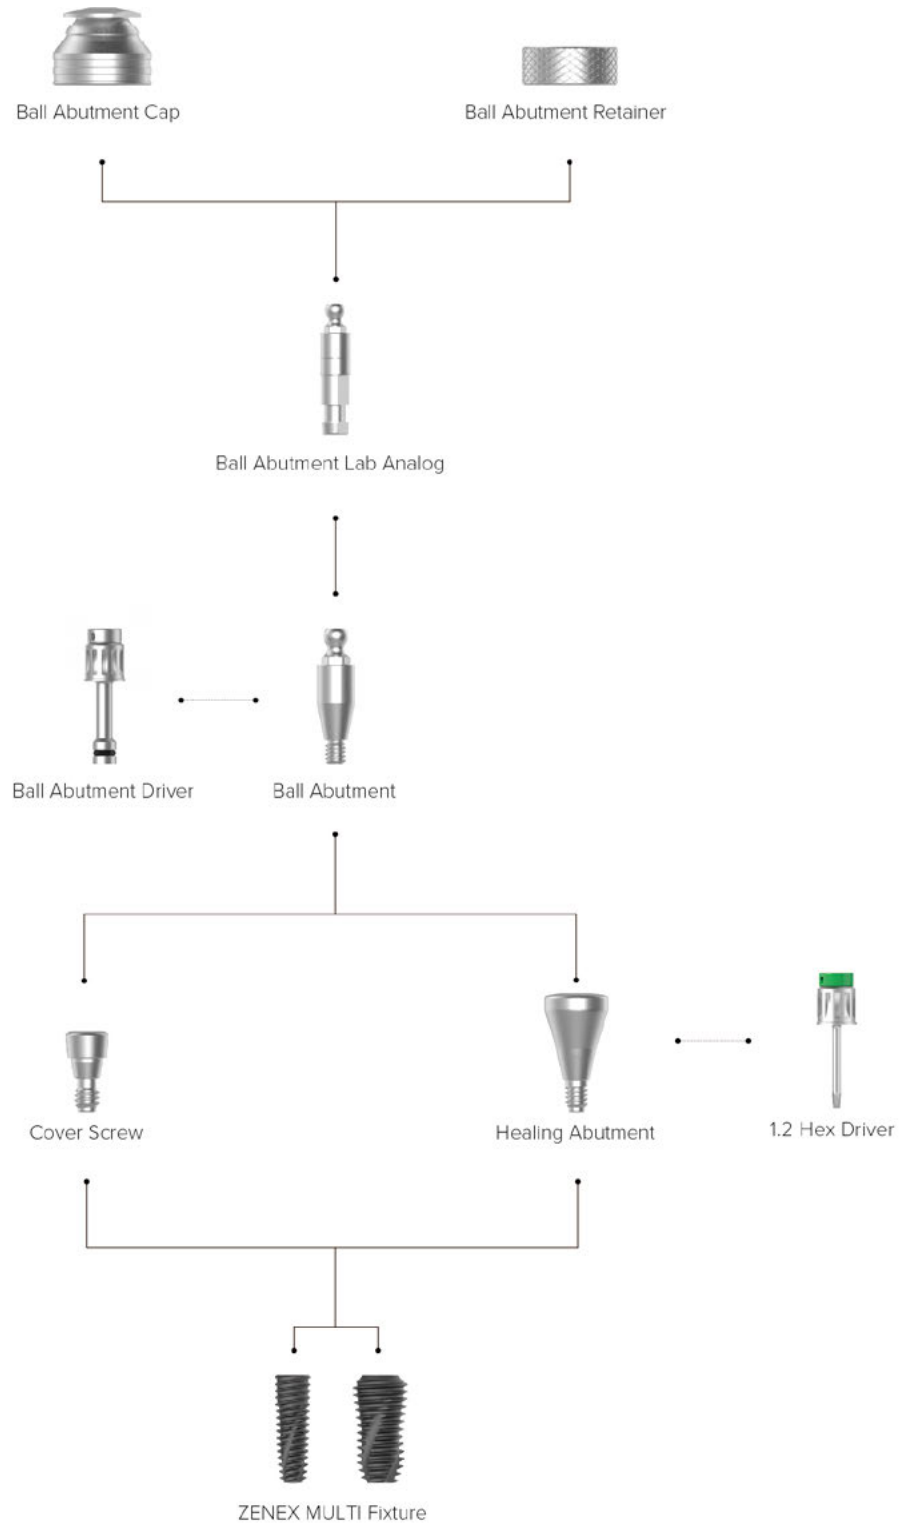 Ball Abutment Cap
Ball Abutment Retainer
Ball Abutment Lab Analog
Ball Abutment Driver
Ball Abutment
Cover Screw
Healing Abutment
1.2 Hex Driver
ZENEX MULTI Fixture